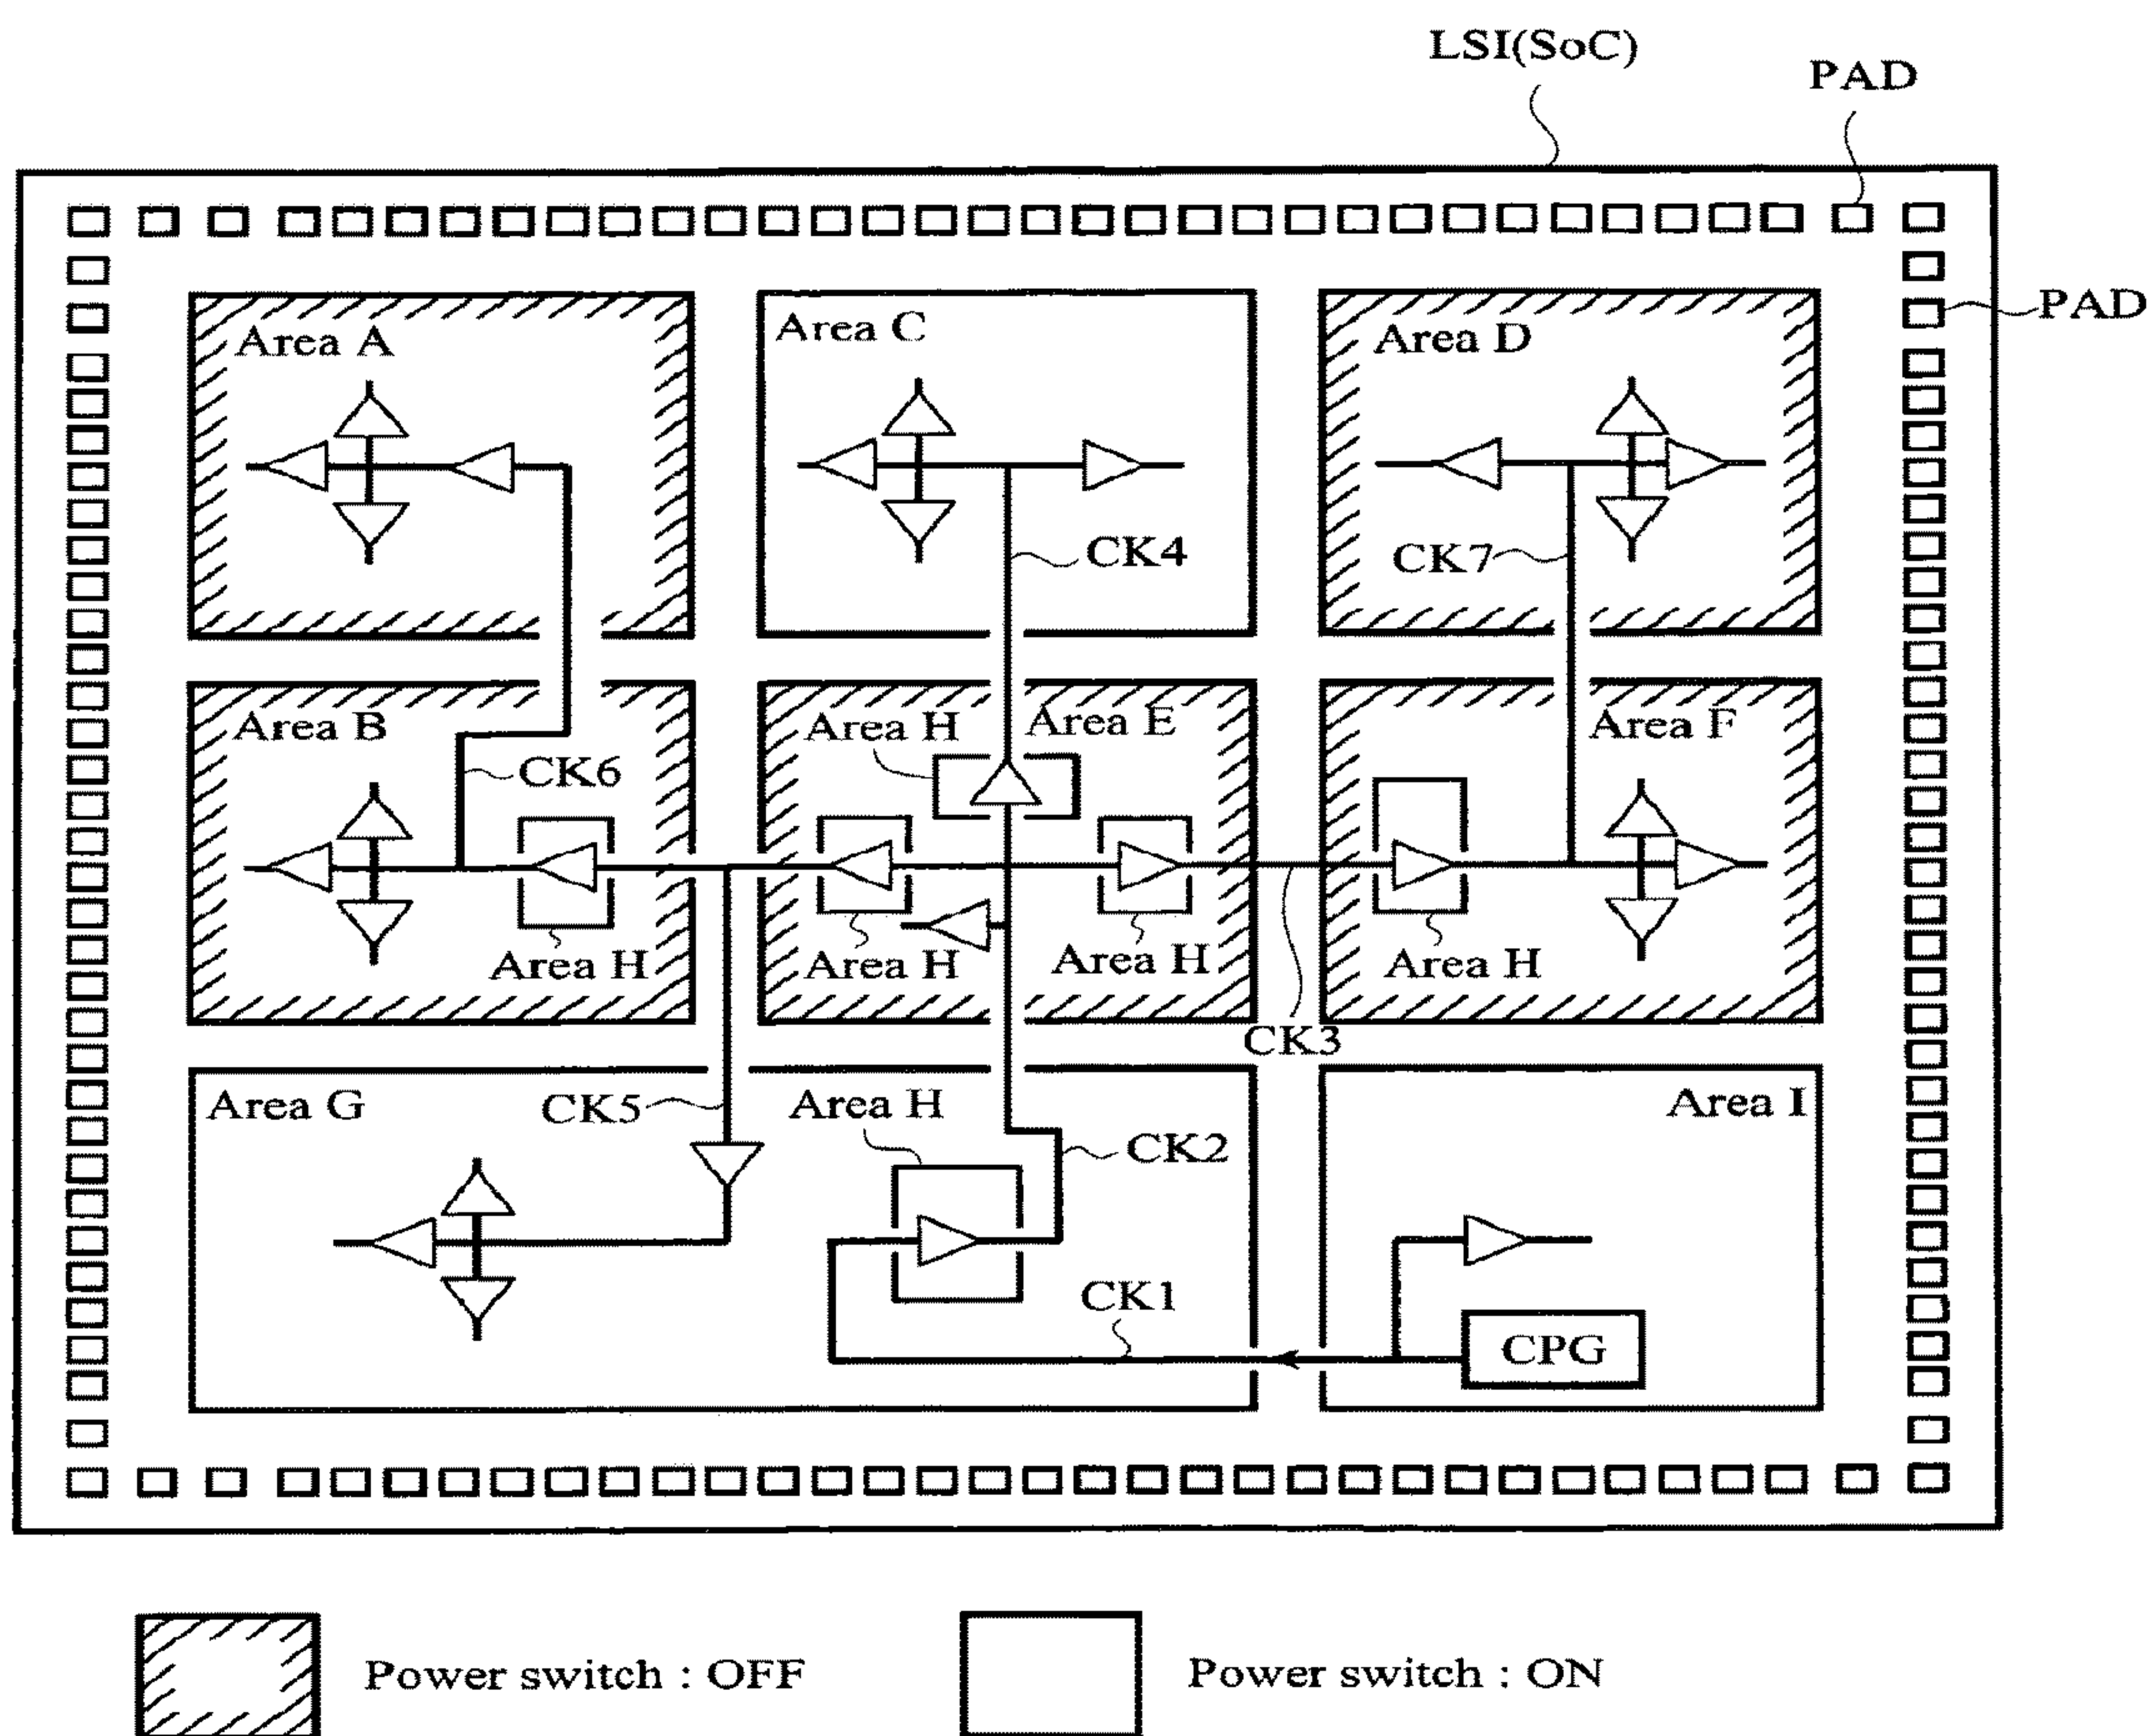 LSI(SoC)
PAD
PAD
Area A
Area C
Area D
CK4
CK7
Area B
Area H
Area E
Area F
CK6
Area H
Area H
Area H
Area H
CK3
Area G
CK5
Area H
Area I
CK2
CK1
CPG
Power switch : OFF
Power switch : ON